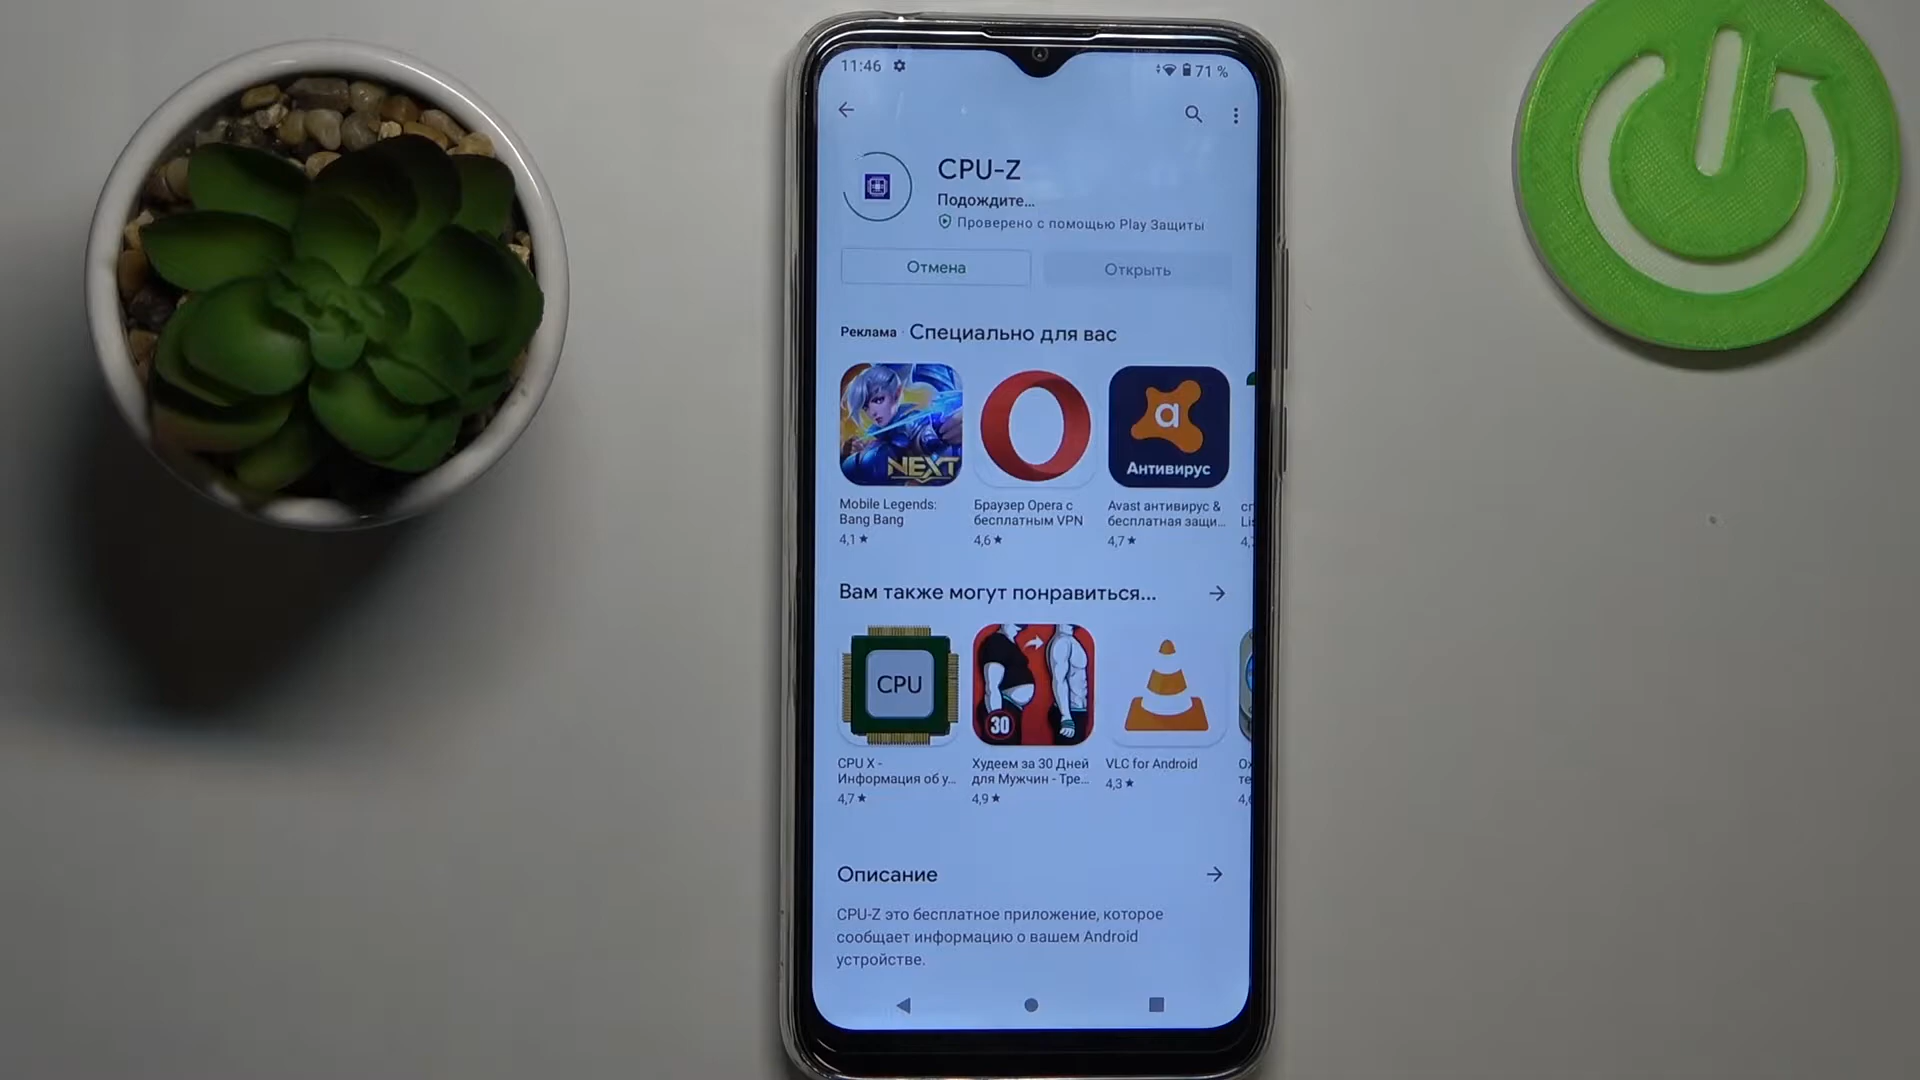 11:46
71 %
CPU-Z
Подождите...
Проверено с помощью Play Защиты
Отмена
Открыть
Реклама · Специально для вас
NEXT
a
Антивирус
Mobile Legends:
Bang Bang
4,1★
Браузер Opera с
бесплатным VPN
4,6★
Avast антивирус &
бесплатная защи...
4,7★
Вам также могут понравиться...
CPU
30
CPU X -
Информация об у...
4,7★
Худеем за 30 Дней
для Мужчин - Тре...
4,9★
VLC for Android
4,3★
Описание
CPU-Z это бесплатное приложение, которое
сообщает информацию о вашем Android
устройстве.